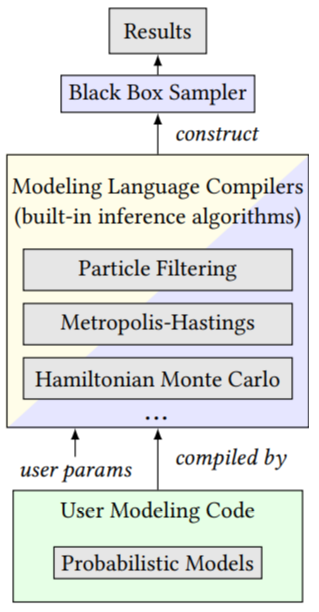 Results
Black Box Sampler
construct
Modeling Language Compilers
(built-in inference algorithms)
Particle Filtering
Metropolis-Hastings
Hamiltonian Monte Carlo
...
user params
compiled by
User Modeling Code
Probabilistic Models